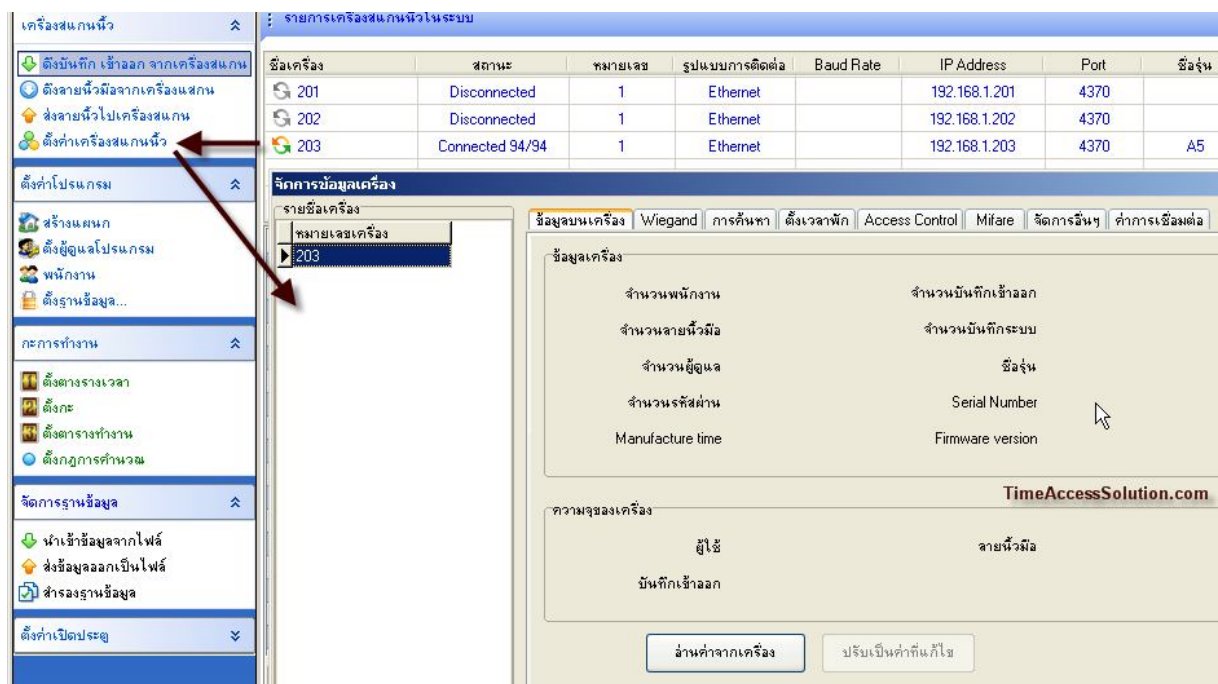 เครื่องสแกนนิ้ว
ดึงบันทึก เข้าออก จากเครื่องสแกน
ดึงลายนิ้วมือจากเครื่องแสกน
ส่งลายนิ้วไปเครื่องสแกน
ตั้งค่าเครื่องสแกนนิ้ว
ตั้งค่าโปรแกรม
สร้างแผนก
ตั้งผู้ดูแลโปรแกรม
พนักงาน
ตั้งฐานข้อมูล...
กะการทำงาน
ตั้งตารางเวลา
ตั้งกะ
ตั้งตารางทำงาน
ตั้งกฎการคำนวณ
จัดการฐานข้อมูล
นำเข้าข้อมูลจากไฟล์
ส่งข้อมูลออกเป็นไฟล์
สำรองฐานข้อมูล
ตั้งค่าเปิดประตู
รายการเครื่องสแกนนิ้วในระบบ
ชื่อเครื่อง สถานะ หมายเลข รูปแบบการติดต่อ Baud Rate IP Address Port ชื่อรุ่น
201 Disconnected 1 Ethernet 192.168.1.201 4370
202 Disconnected 1 Ethernet 192.168.1.202 4370
203 Connected 94/94 1 Ethernet 192.168.1.203 4370 A5
จัดการข้อมูลเครื่อง
รายชื่อเครื่อง
หมายเลขเครื่อง
203
ข้อมูลบนเครื่อง Wiegand การค้นหา ตั้งเวลาพัก Access Control Mifare จัดการอื่นๆ ค่าการเชื่อมต่อ
ข้อมูลเครื่อง
จำนวนพนักงาน จำนวนบันทึกเข้าออก
จำนวนลายนิ้วมือ จำนวนบันทึกระบบ
จำนวนผู้ดูแล ชื่อรุ่น
จำนวนรหัสผ่าน Serial Number
Manufacture time Firmware version
TimeAccessSolution.com
ความจุของเครื่อง
ผู้ใช้ ลายนิ้วมือ
บันทึกเข้าออก
อ่านค่าจากเครื่อง ปรับเป็นค่าที่แก้ไข